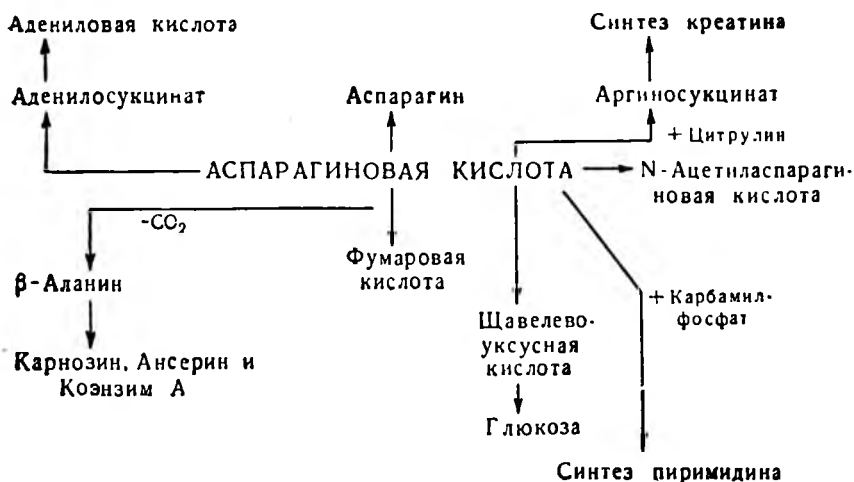 Адениловая кислота
Синтез креатина
Аденилосукцинат
Аспарагин
Аргиносукцинат
+ Цитрулин
АСПАРАГИНОВАЯ КИСЛОТА
N-Ацетиласпараги-
новая кислота
-CO₂
Фумаровая
кислота
β-Аланин
+ Карбамил-
фосфат
Щавелево-
уксусная
кислота
Карнозин, Ансерин и
Коэнзим А
Глюкоза
Синтез пиримидина